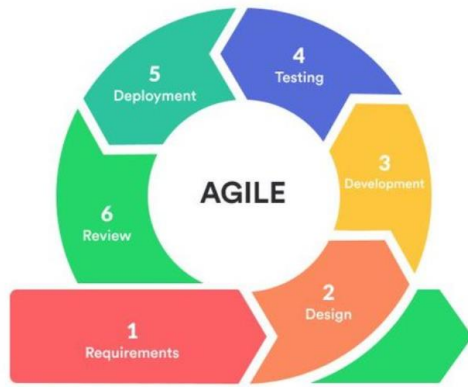 AGILE
1
Requirements
2
Design
3
Development
4
Testing
5
Deployment
6
Review